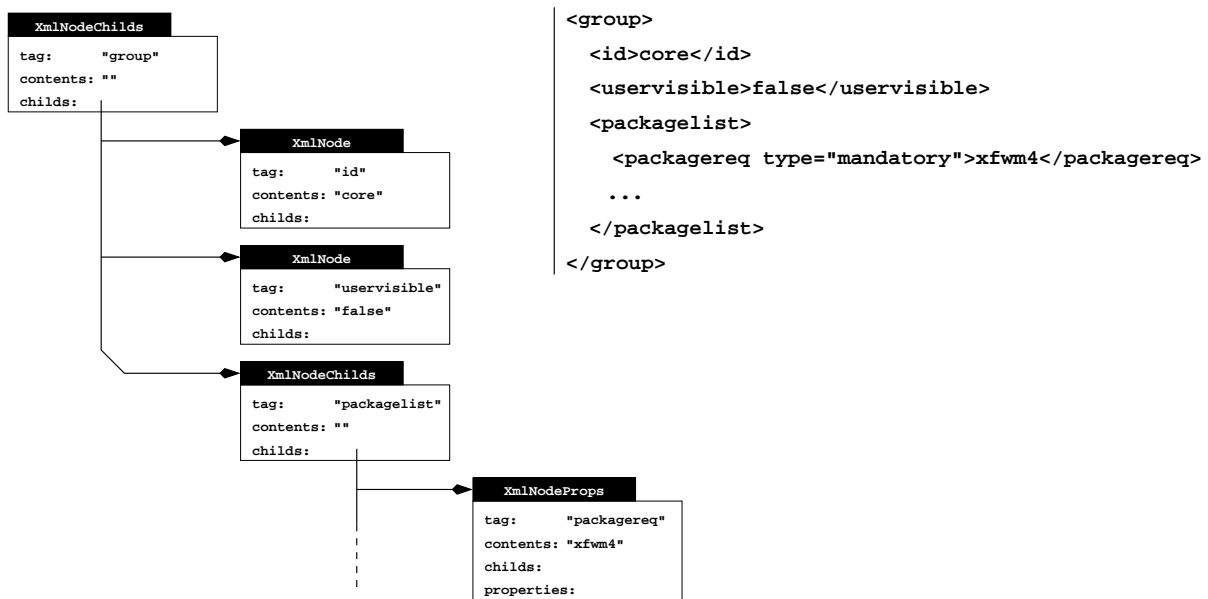 XmlNodeChilds
tag: "group"
contents: ""
childs:
XmlNode
tag: "id"
contents: "core"
childs:
XmlNode
tag: "uservisible"
contents: "false"
childs:
XmlNodeChilds
tag: "packagelist"
contents: ""
childs:
XmlNodeProps
tag: "packagereq"
contents: "xfwm4"
childs:
properties:
<group>
<id>core</id>
<uservisible>false</uservisible>
<packagelist>
<packagereq type="mandatory">xfwm4</packagereq>
...
</packagelist>
</group>